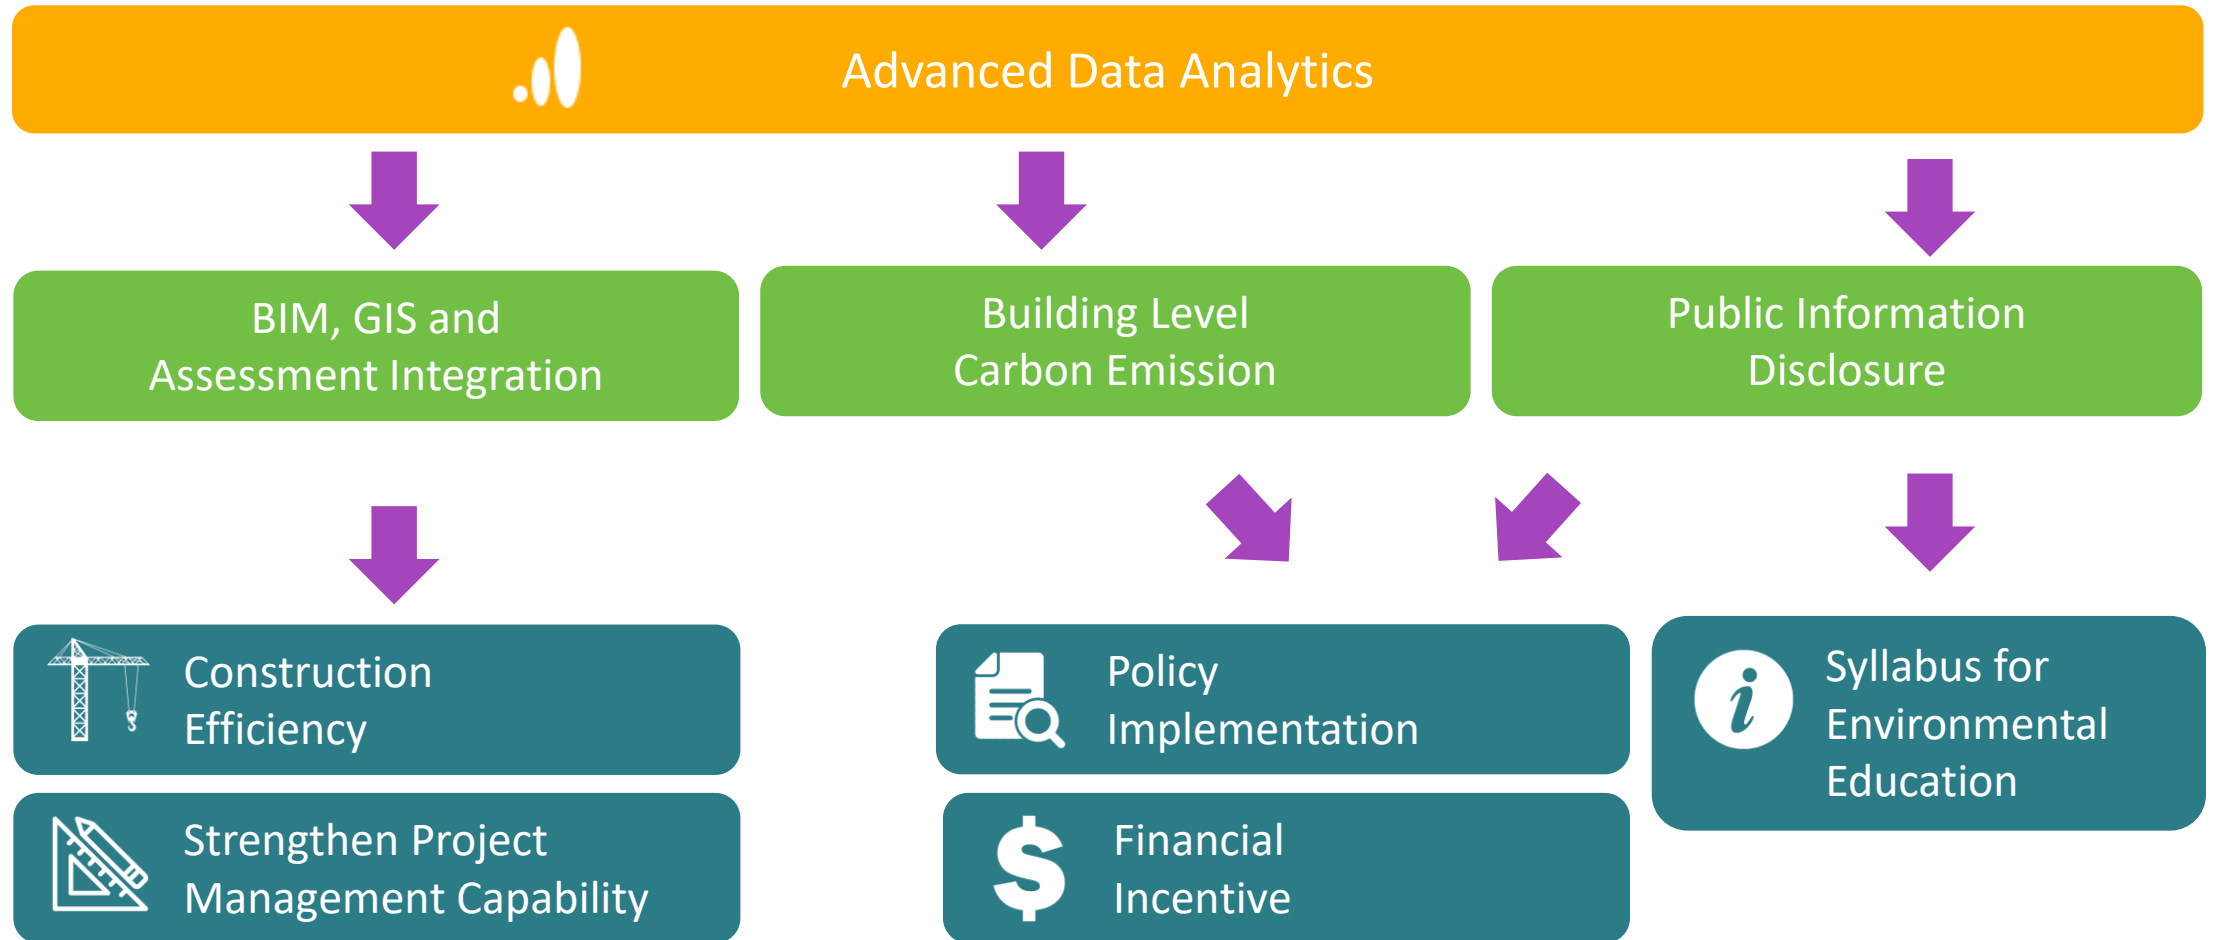 Advanced Data Analytics
BIM, GIS and
Assessment Integration
Building Level
Carbon Emission
Public Information
Disclosure
Construction
Efficiency
Policy
Implementation
Syllabus for
Environmental
Education
Strengthen Project
Management Capability
Financial
Incentive